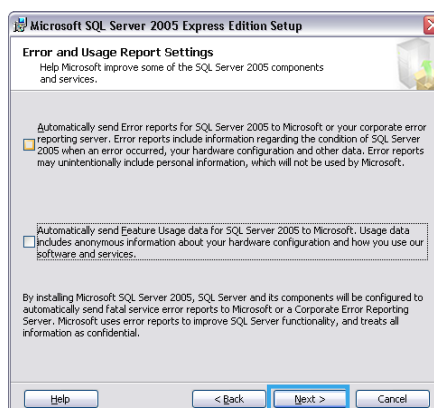 Microsoft SQL Server 2005 Express Edition Setup
Error and Usage Report Settings
Help Microsoft improve some of the SQL Server 2005 components
and services.
Automatically send Error reports for SQL Server 2005 to Microsoft or your corporate error
reporting server. Error reports include information regarding the condition of SQL Server
2005 when an error occurred, your hardware configuration and other data. Error reports
may unintentionally include personal information, which will not be used by Microsoft.
Automatically send Feature Usage data for SQL Server 2005 to Microsoft. Usage data
includes anonymous information about your hardware configuration and how you use our
software and services.
By installing Microsoft SQL Server 2005, SQL Server and its components will be configured to
automatically send fatal service error reports to Microsoft or a Corporate Error Reporting
Server. Microsoft uses error reports to improve SQL Server functionality, and treats all
information as confidential.
Help < Back Next > Cancel